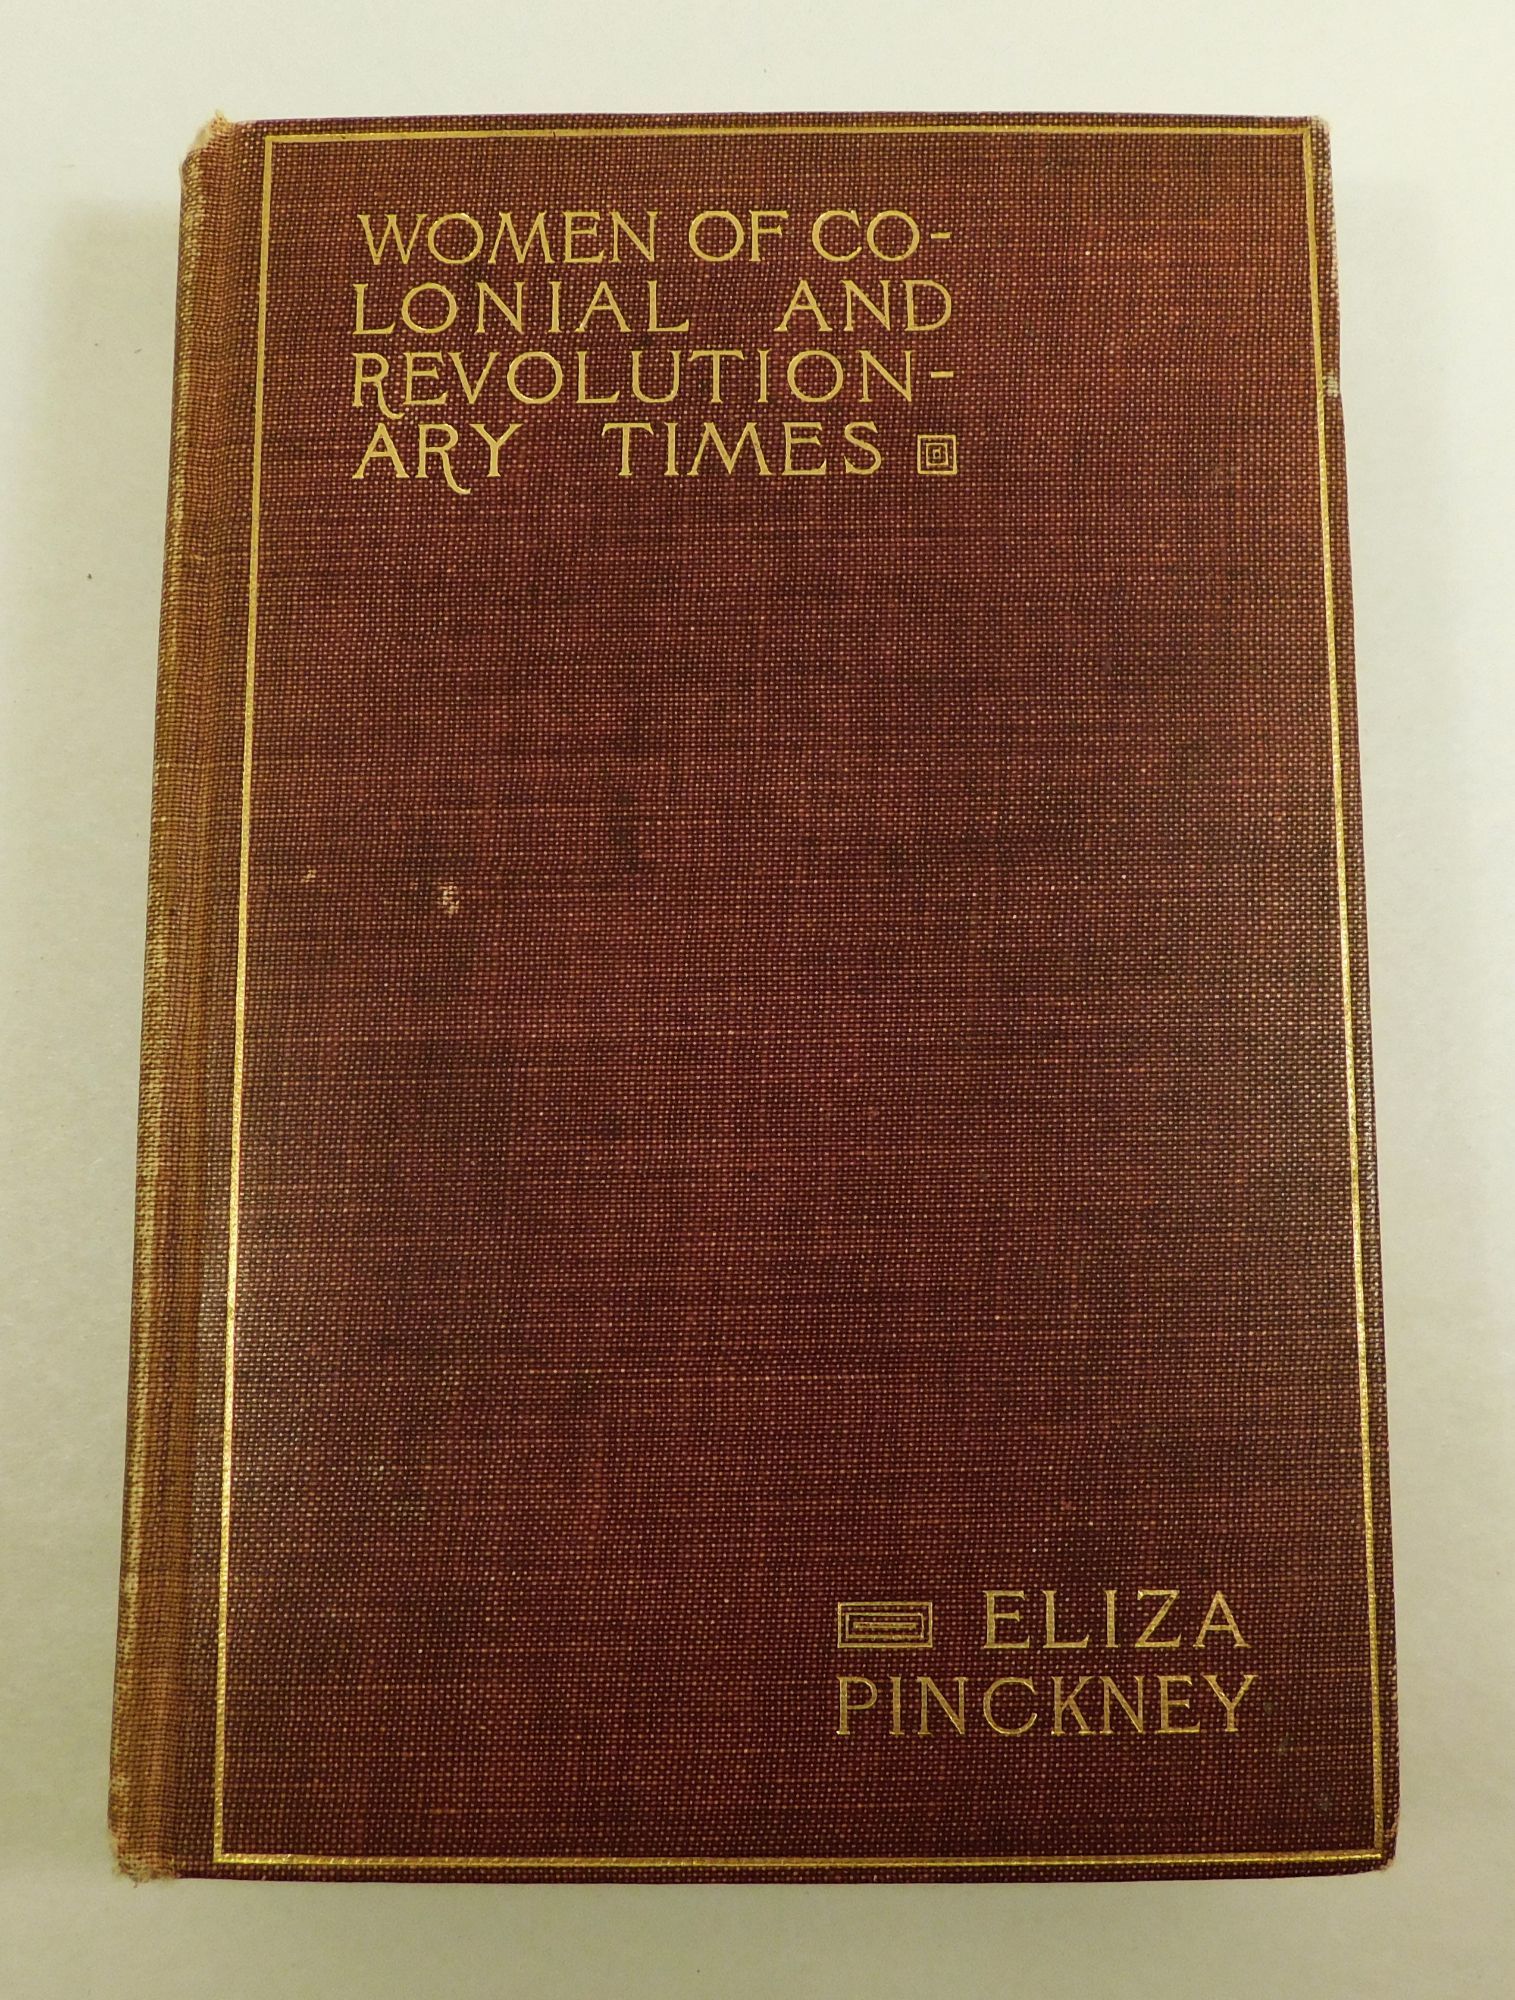 WOMEN OF CO-
LONIAL AND
REVOLUTION-
ARY TIMES
ELIZA
PINCKNEY